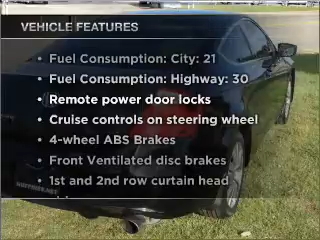 VEHICLE FEATURES
• Fuel Consumption: City: 21
• Fuel Consumption: Highway: 30
• Remote power door locks
• Cruise controls on steering wheel
• 4-wheel ABS Brakes
• Front Ventilated disc brakes
• 1st and 2nd row curtain head